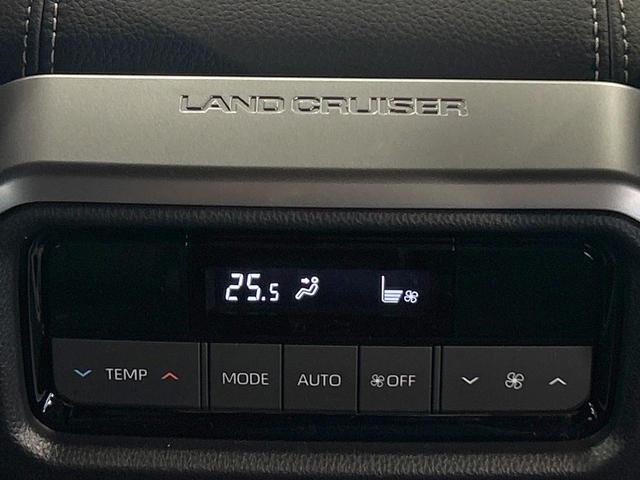 LAND CRUISER
25.5
TEMP MODE AUTO OFF